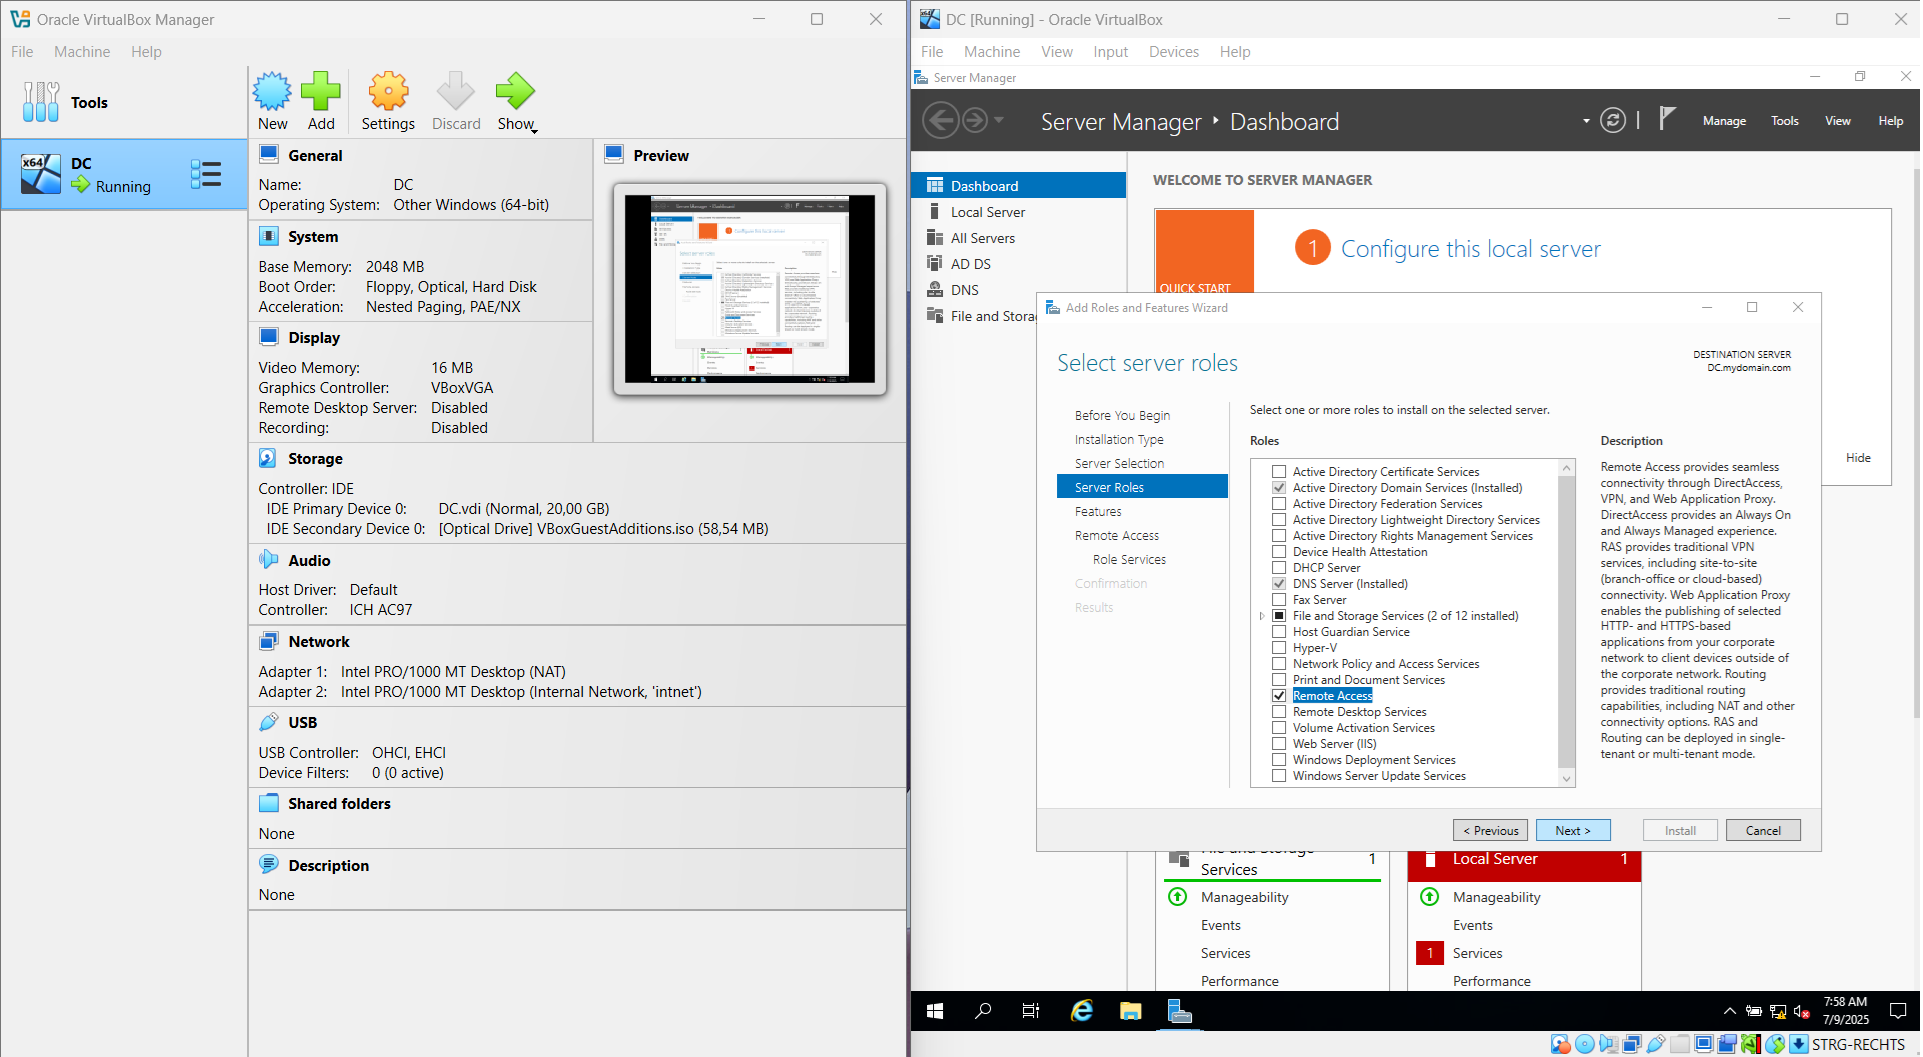 Oracle VirtualBox Manager
File Machine Help
Tools
New Add Settings Discard Show
DC
Running
General
Name: DC
Operating System: Other Windows (64-bit)
Preview
System
Base Memory: 2048 MB
Boot Order: Floppy, Optical, Hard Disk
Acceleration: Nested Paging, PAE/NX
Display
Video Memory: 16 MB
Graphics Controller: VBoxVGA
Remote Desktop Server: Disabled
Recording: Disabled
Storage
Controller: IDE
IDE Primary Device 0: DC.vdi (Normal, 20,00 GB)
IDE Secondary Device 0: [Optical Drive] VBoxGuestAdditions.iso (58,54 MB)
Audio
Host Driver: Default
Controller: ICH AC97
Network
Adapter 1: Intel PRO/1000 MT Desktop (NAT)
Adapter 2: Intel PRO/1000 MT Desktop (Internal Network, 'intnet')
USB
USB Controller: OHCI, EHCI
Device Filters: 0 (0 active)
Shared folders
None
Description
None
DC [Running] - Oracle VirtualBox
File Machine View Input Devices Help
Server Manager
Server Manager Dashboard
Manage Tools View Help
Dashboard
Local Server
All Servers
AD DS
DNS
File and Stora
WELCOME TO SERVER MANAGER
1 Configure this local server
QUICK START
Hide
Add Roles and Features Wizard
Select server roles
DESTINATION SERVER
DC.mydomain.com
Before You Begin
Installation Type
Server Selection
Server Roles
Features
Remote Access
Role Services
Confirmation
Results
Select one or more roles to install on the selected server.
Roles
Active Directory Certificate Services
Active Directory Domain Services (Installed)
Active Directory Federation Services
Active Directory Lightweight Directory Services
Active Directory Rights Management Services
Device Health Attestation
DHCP Server
DNS Server (Installed)
Fax Server
File and Storage Services (2 of 12 installed)
Host Guardian Service
Hyper-V
Network Policy and Access Services
Print and Document Services
Remote Access
Remote Desktop Services
Volume Activation Services
Web Server (IIS)
Windows Deployment Services
Windows Server Update Services
Description
Remote Access provides seamless
connectivity through DirectAccess,
VPN, and Web Application Proxy.
DirectAccess provides an Always On
and Always Managed experience.
RAS provides traditional VPN
services, including site-to-site
(branch-office or cloud-based)
connectivity. Web Application Proxy
enables the publishing of selected
HTTP- and HTTPS-based
applications from your corporate
network to client devices outside of
the corporate network. Routing
provides traditional routing
capabilities, including NAT and other
connectivity options. RAS and
Routing can be deployed in single-
tenant or multi-tenant mode.
< Previous Next > Install Cancel
File and Storage
Services 1
Manageability
Events
Services
Performance
Local Server 1
Manageability
Events
1 Services
Performance
7:58 AM
7/9/2025
STRG-RECHTS